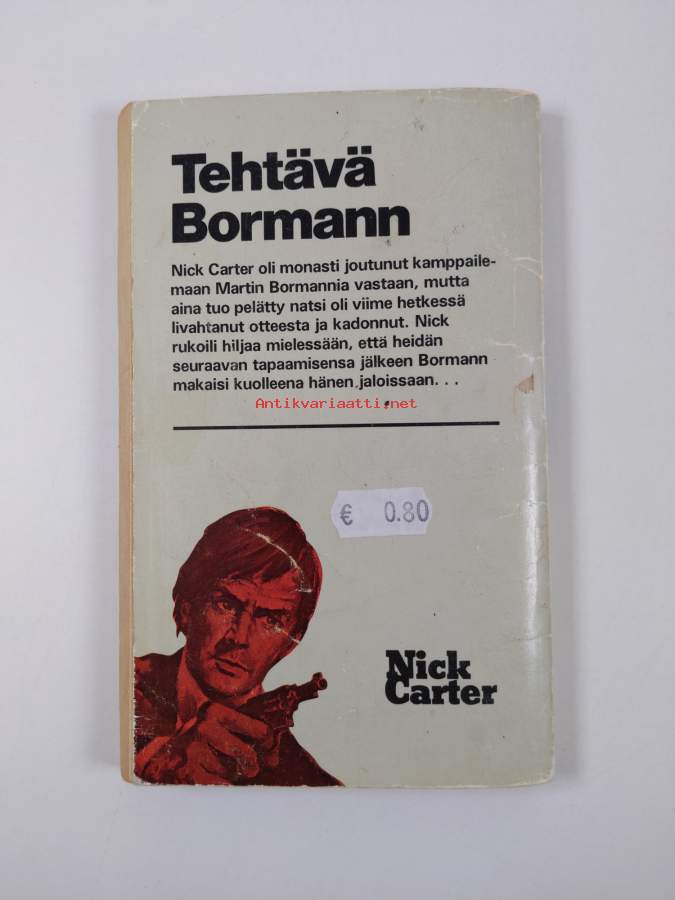 Tehtävä
Bormann
Nick Carter oli monasti joutunut kamppaile-
maan Martin Bormannia vastaan, mutta
aina tuo pelätty natsi oli viime hetkessä
livahtanut otteesta ja kadonnut. Nick
rukoili hiljaa mielessään, että heidän
seuraavan tapaamisensa jälkeen Bormann
makaisi kuolleena hänen jaloissaan. . .
Antikvariaatti.net
€ 0.80
Nick
Carter